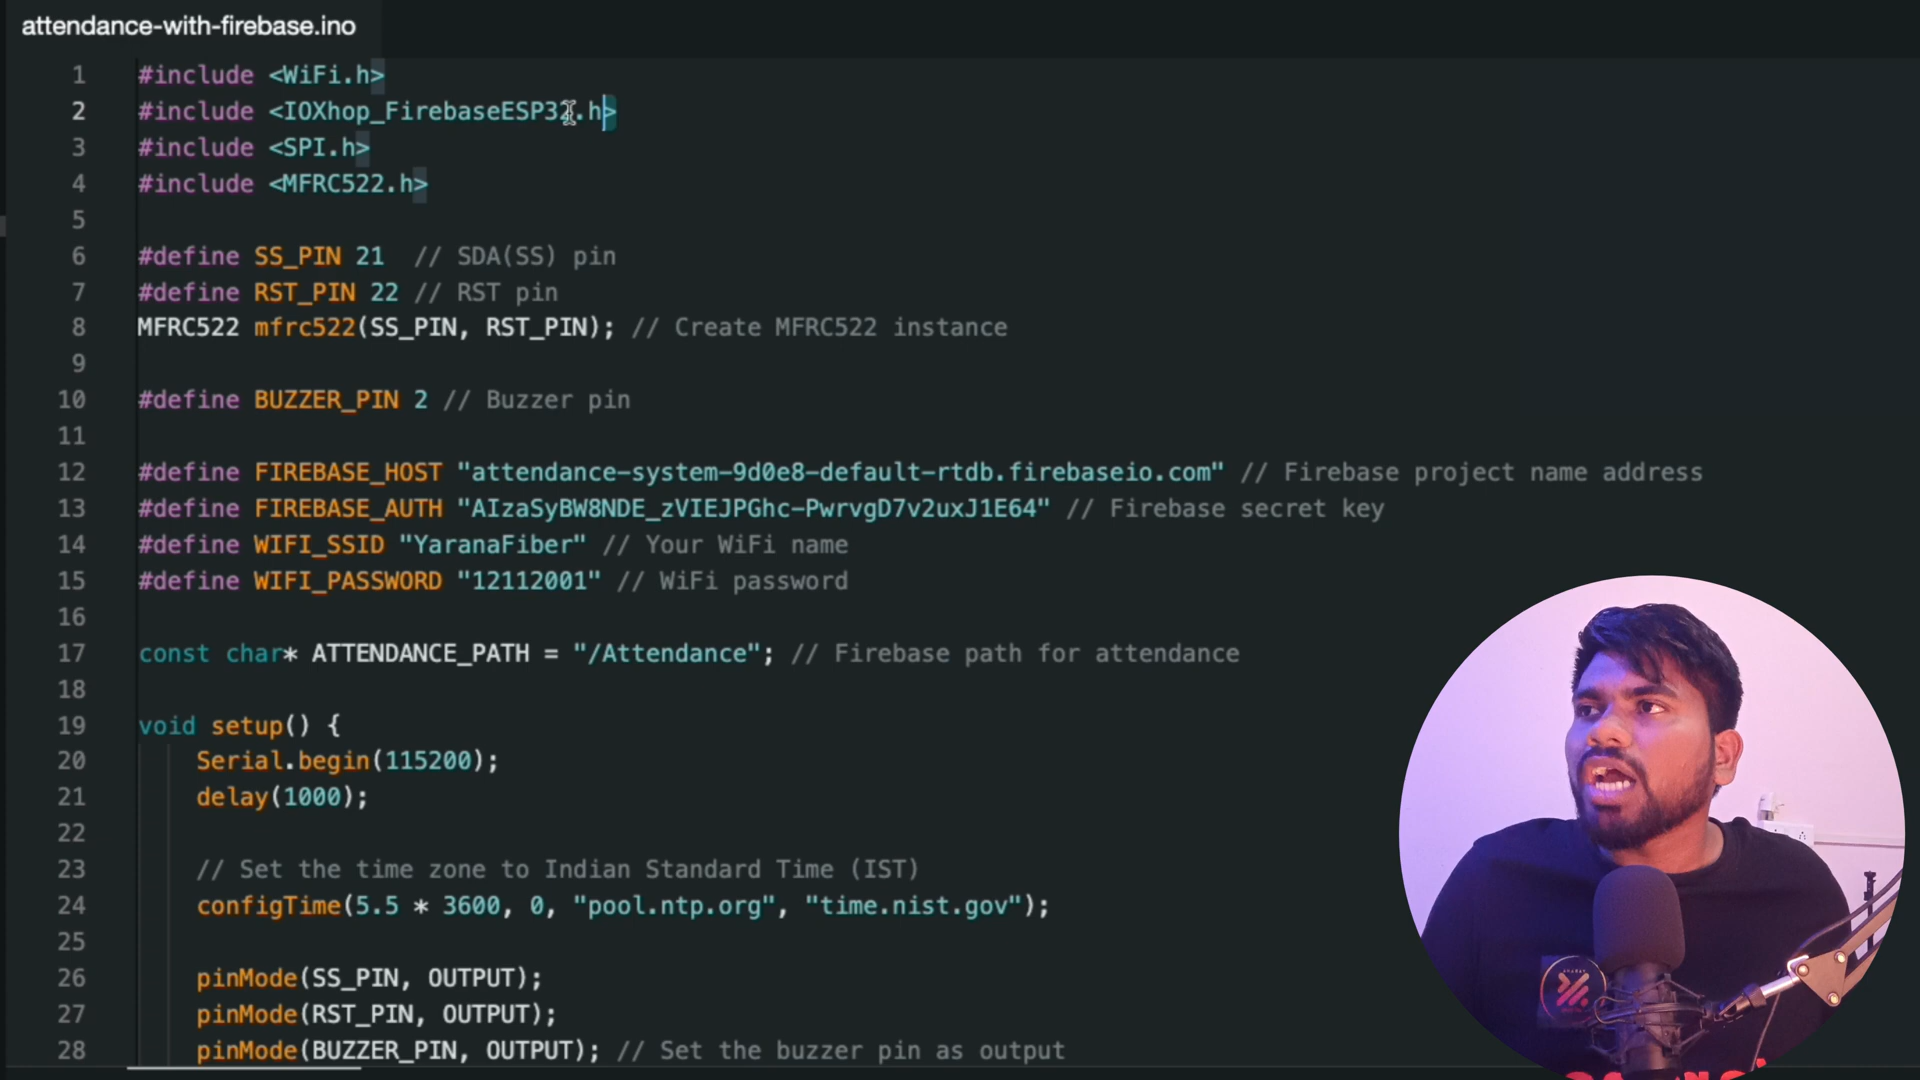 attendance-with-firebase.ino
1 #include <WiFi.h>
2 #include <IOXhop_FirebaseESP32.h>
3 #include <SPI.h>
4 #include <MFRC522.h>
5
6 #define SS_PIN 21 // SDA(SS) pin
7 #define RST_PIN 22 // RST pin
8 MFRC522 mfrc522(SS_PIN, RST_PIN); // Create MFRC522 instance
9
10 #define BUZZER_PIN 2 // Buzzer pin
11
12 #define FIREBASE_HOST "attendance-system-9d0e8-default-rtdb.firebaseio.com" // Firebase project name address
13 #define FIREBASE_AUTH "AIzaSyBW8NDE_zVIEJPGhc-PwrvgD7v2uxJ1E64" // Firebase secret key
14 #define WIFI_SSID "YaranaFiber" // Your WiFi name
15 #define WIFI_PASSWORD "12112001" // WiFi password
16
17 const char* ATTENDANCE_PATH = "/Attendance"; // Firebase path for attendance
18
19 void setup() {
20 Serial.begin(115200);
21 delay(1000);
22
23 // Set the time zone to Indian Standard Time (IST)
24 configTime(5.5 * 3600, 0, "pool.ntp.org", "time.nist.gov");
25
26 pinMode(SS_PIN, OUTPUT);
27 pinMode(RST_PIN, OUTPUT);
28 pinMode(BUZZER_PIN, OUTPUT); // Set the buzzer pin as output